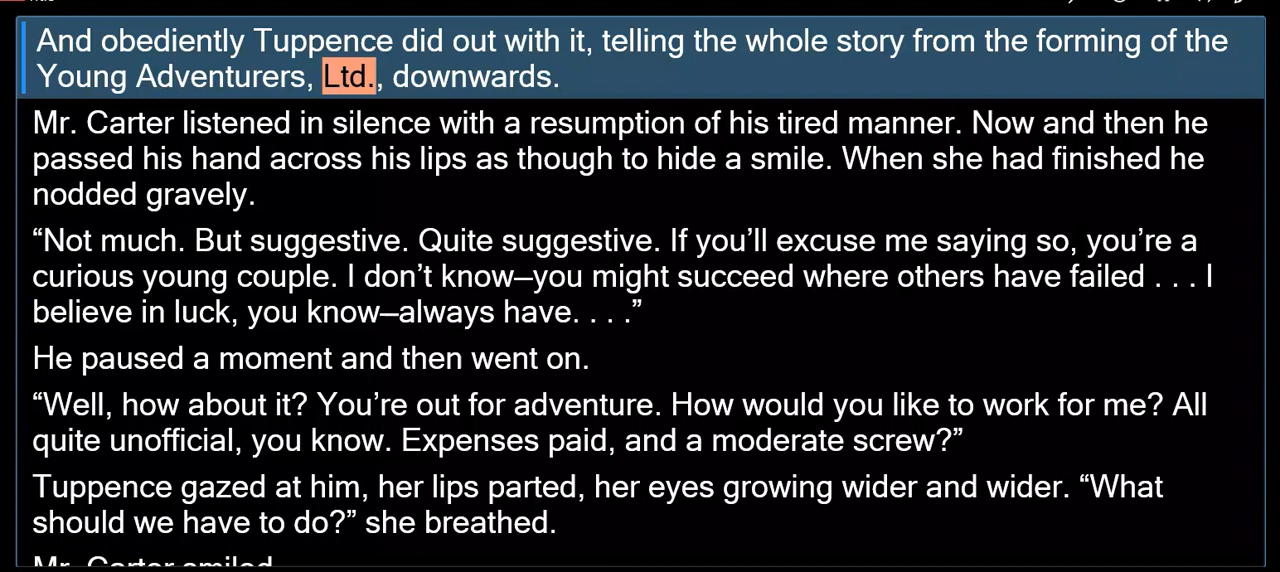 And obediently Tuppence did out with it, telling the whole story from the forming of the
Young Adventurers, Ltd., downwards.
Mr. Carter listened in silence with a resumption of his tired manner. Now and then he
passed his hand across his lips as though to hide a smile. When she had finished he
nodded gravely.
“Not much. But suggestive. Quite suggestive. If you’ll excuse me saying so, you’re a
curious young couple. I don’t know—you might succeed where others have failed . . . I
believe in luck, you know—always have. . . .”
He paused a moment and then went on.
“Well, how about it? You’re out for adventure. How would you like to work for me? All
quite unofficial, you know. Expenses paid, and a moderate screw?”
Tuppence gazed at him, her lips parted, her eyes growing wider and wider. “What
should we have to do?” she breathed.
Mr. Carter smiled